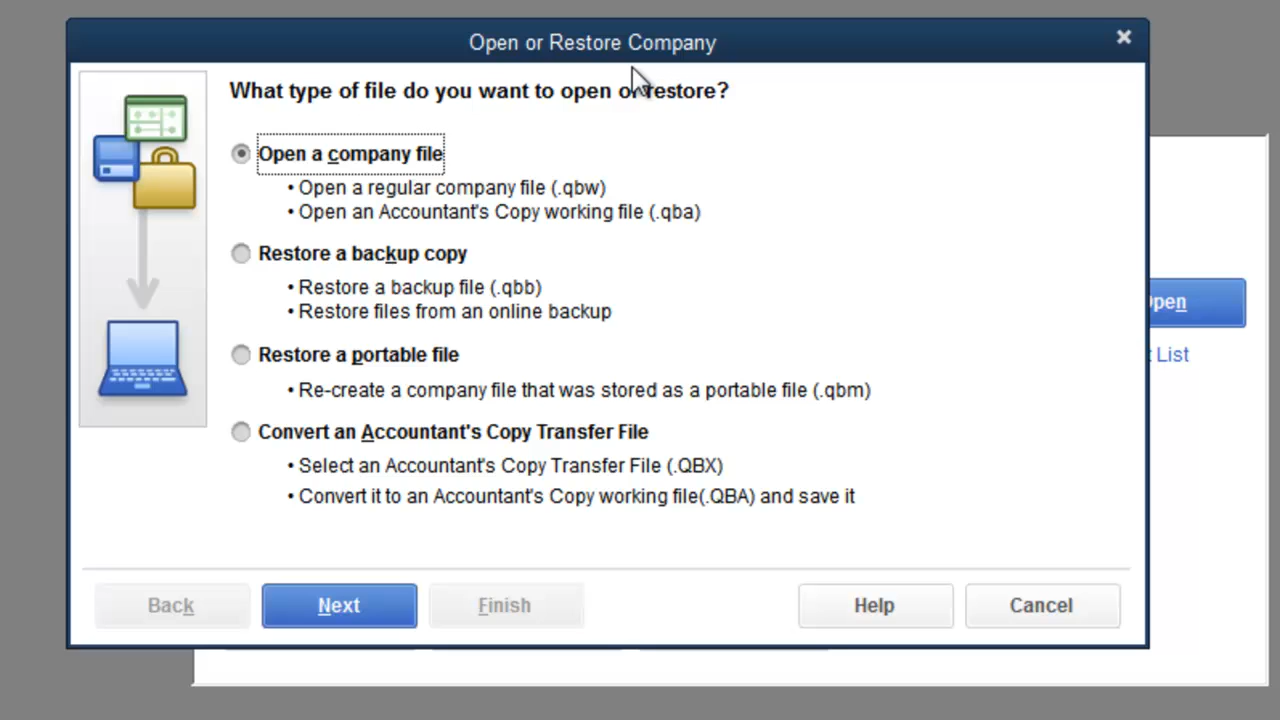 Open or Restore Company
What type of file do you want to open or restore?
Open a company file
• Open a regular company file (.qbw)
• Open an Accountant's Copy working file (.qba)
Restore a backup copy
• Restore a backup file (.qbb)
• Restore files from an online backup
Open
Restore a portable file
List
• Re-create a company file that was stored as a portable file (.qbm)
Convert an Accountant's Copy Transfer File
• Select an Accountant's Copy Transfer File (.QBX)
• Convert it to an Accountant's Copy working file(.QBA) and save it
Back
Next
Finish
Help
Cancel